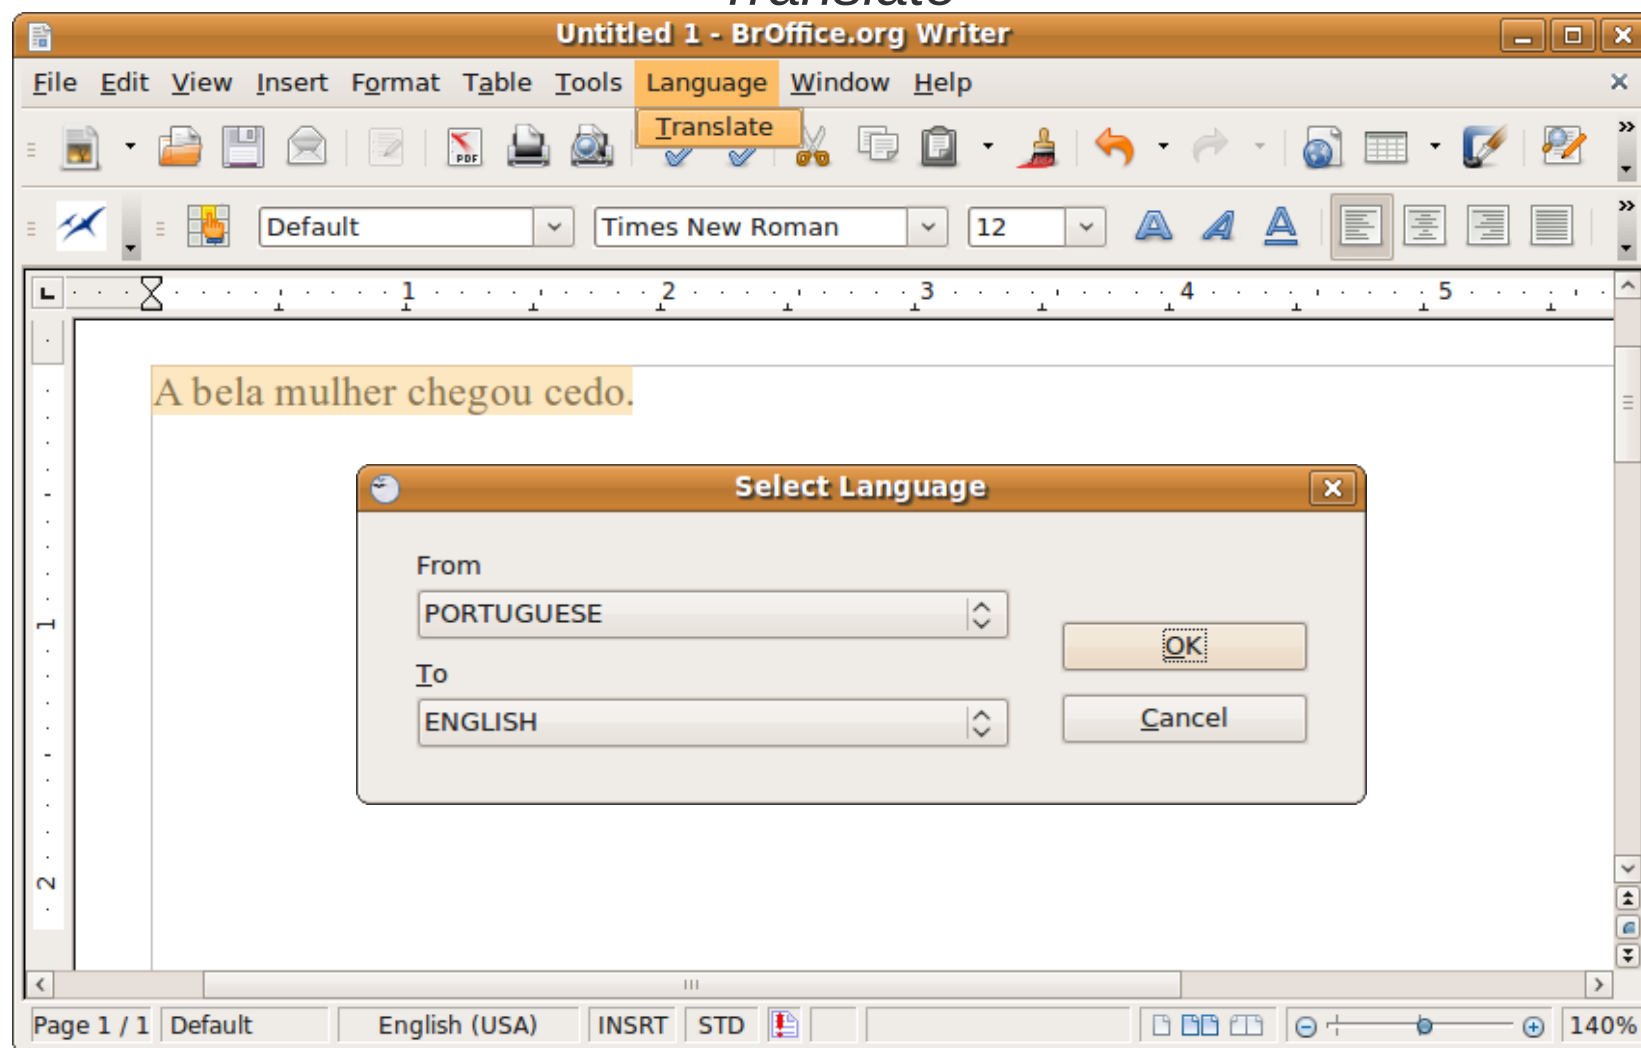 Translate
Untitled 1 - BrOffice.org Writer
File Edit View Insert Format Table Tools Language Window Help
Translate
PDF
Default Times New Roman 12 A A A
1 2 3 4 5
A bela mulher chegou cedo.
Select Language
From
PORTUGUESE
OK
To
ENGLISH
Cancel
1
2
Page 1 / 1 Default English (USA) INSRT STD 140%